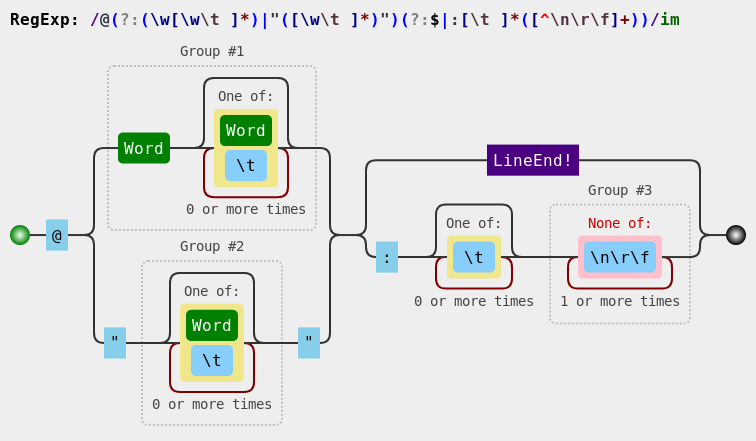 RegExp: /@(?:(\w[\w\t ]*)|"([\w\t ]*)")(?:$|:[\t ]*([^\n\r\f]+))/im
Group #1
One of:
Word
Word
\t
0 or more times
LineEnd!
Group #3
@
Group #2
One of:
None of:
:
\t
\n\r\f
One of:
0 or more times
1 or more times
"
Word
"
\t
0 or more times